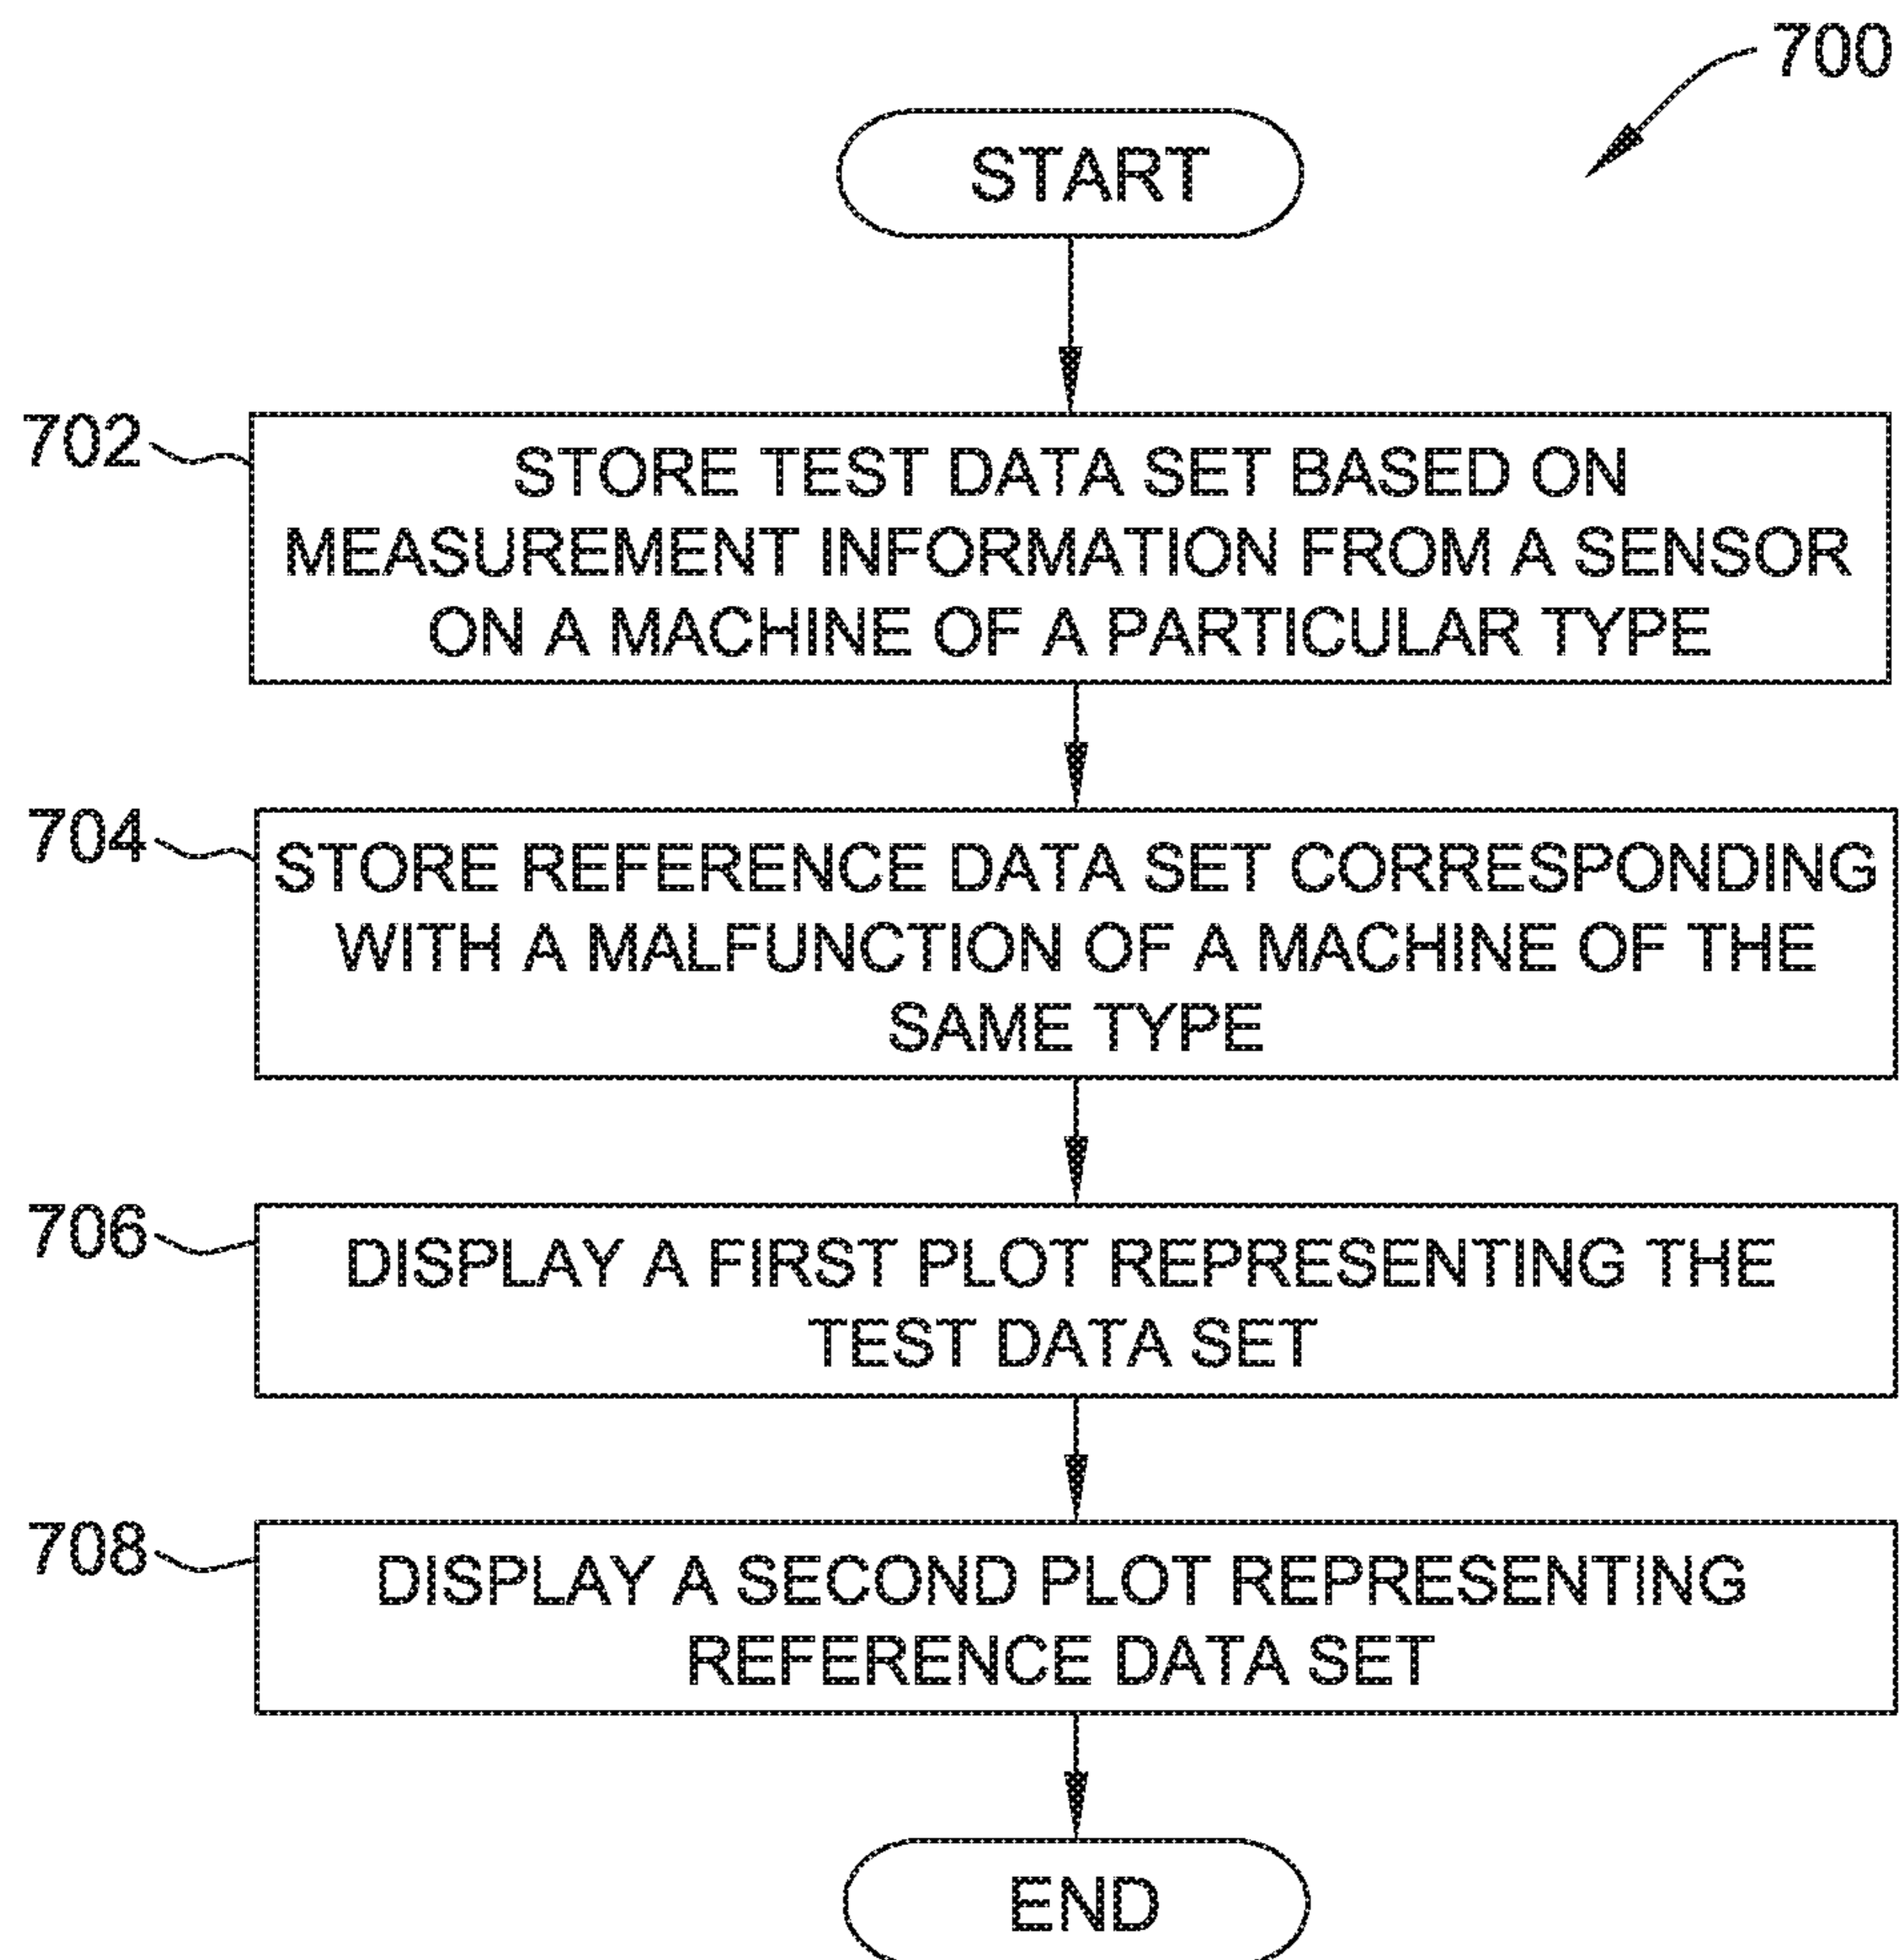 700
START
702
STORE TEST DATA SET BASED ON
MEASUREMENT INFORMATION FROM A SENSOR
ON A MACHINE OF A PARTICULAR TYPE
704
STORE REFERENCE DATA SET CORRESPONDING
WITH A MALFUNCTION OF A MACHINE OF THE
SAME TYPE
706
DISPLAY A FIRST PLOT REPRESENTING THE
TEST DATA SET
708
DISPLAY A SECOND PLOT REPRESENTING
REFERENCE DATA SET
END